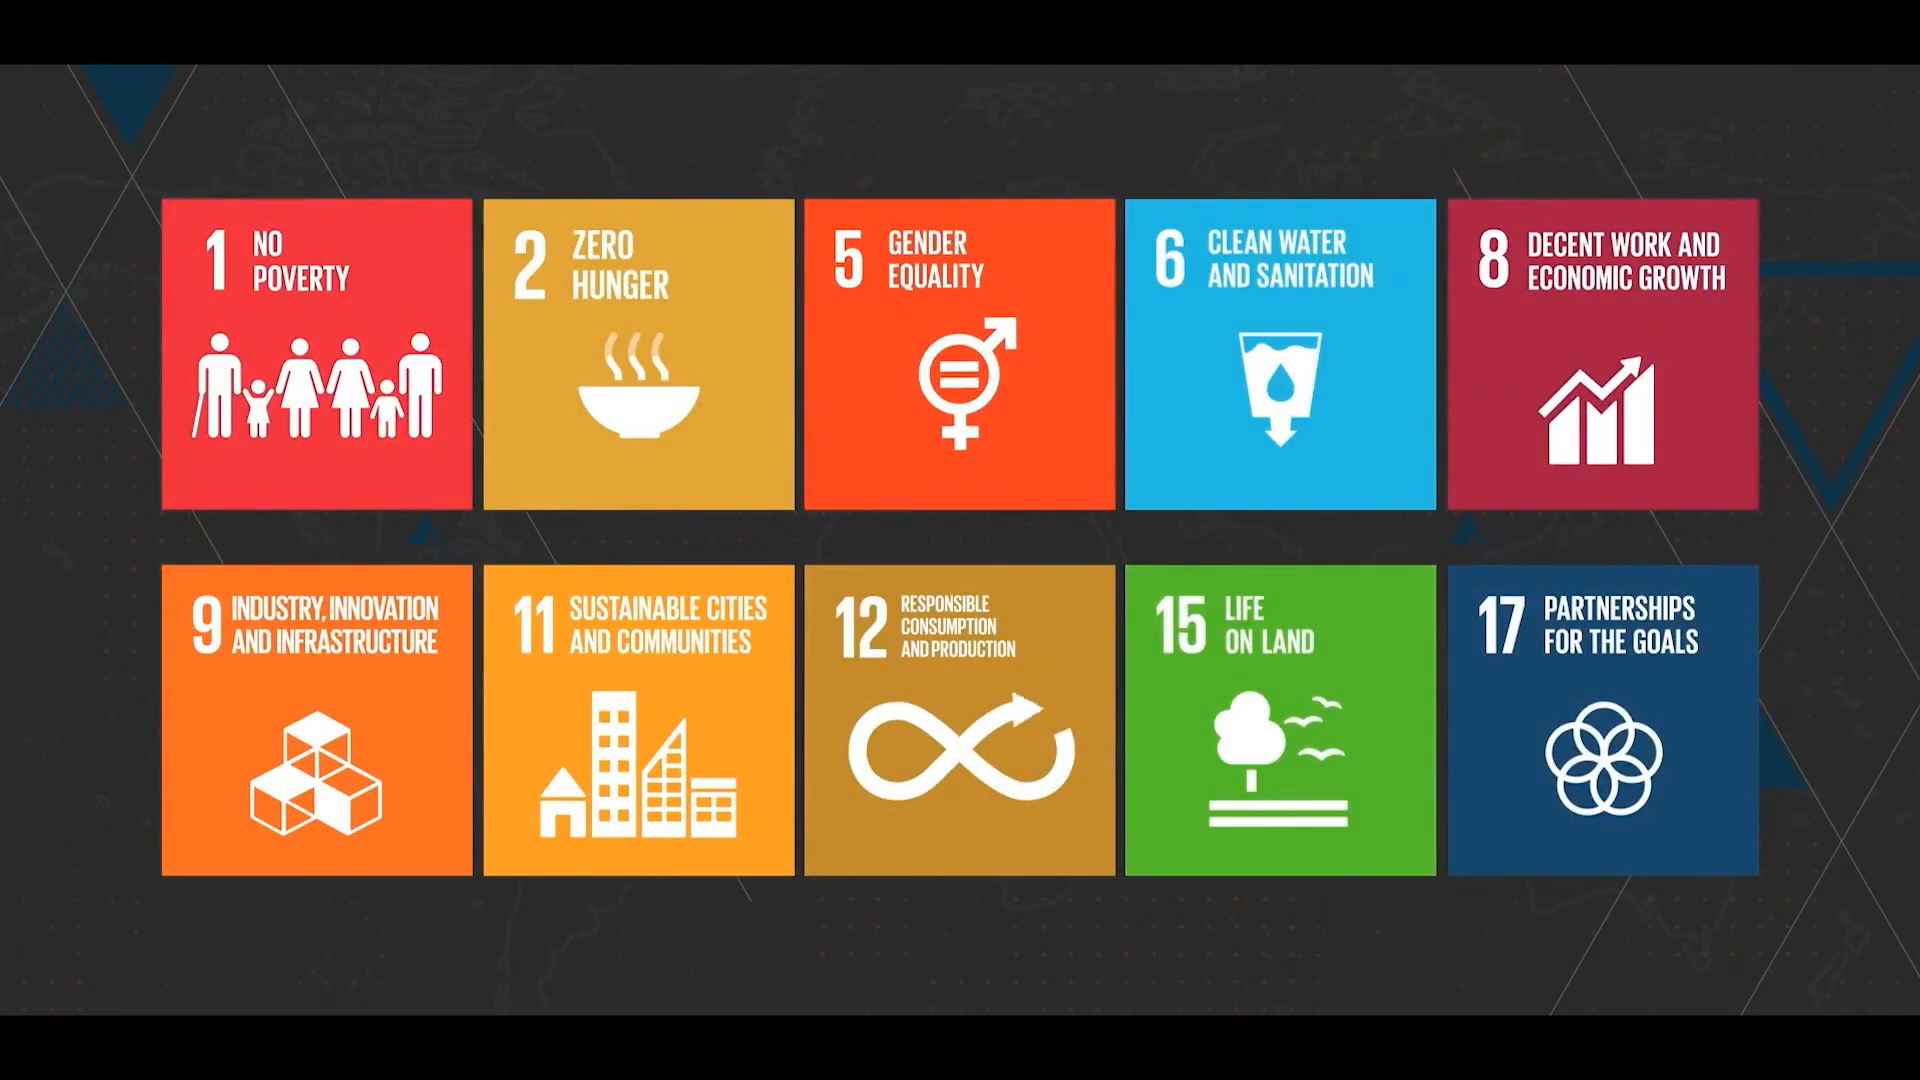 1 NO
POVERTY
2 ZERO
HUNGER
5 GENDER
EQUALITY
6 CLEAN WATER
AND SANITATION
8 DECENT WORK AND
ECONOMIC GROWTH
9 INDUSTRY, INNOVATION
AND INFRASTRUCTURE
11 SUSTAINABLE CITIES
AND COMMUNITIES
12 RESPONSIBLE
CONSUMPTION
AND PRODUCTION
15 LIFE
ON LAND
17 PARTNERSHIPS
FOR THE GOALS